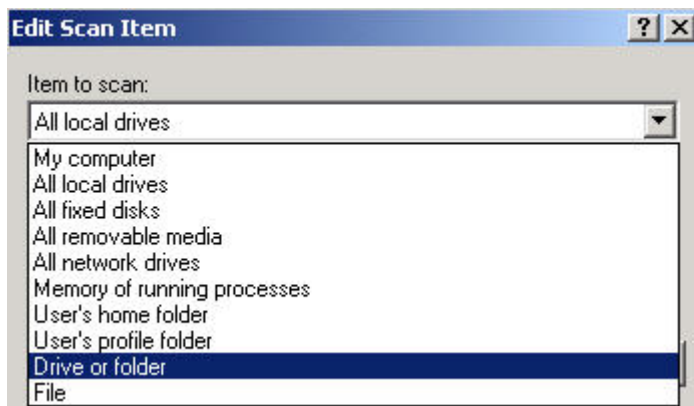 Edit Scan Item
Item to scan:
All local drives
My computer
All local drives
All fixed disks
All removable media
All network drives
Memory of running processes
User's home folder
User's profile folder
Drive or folder
File